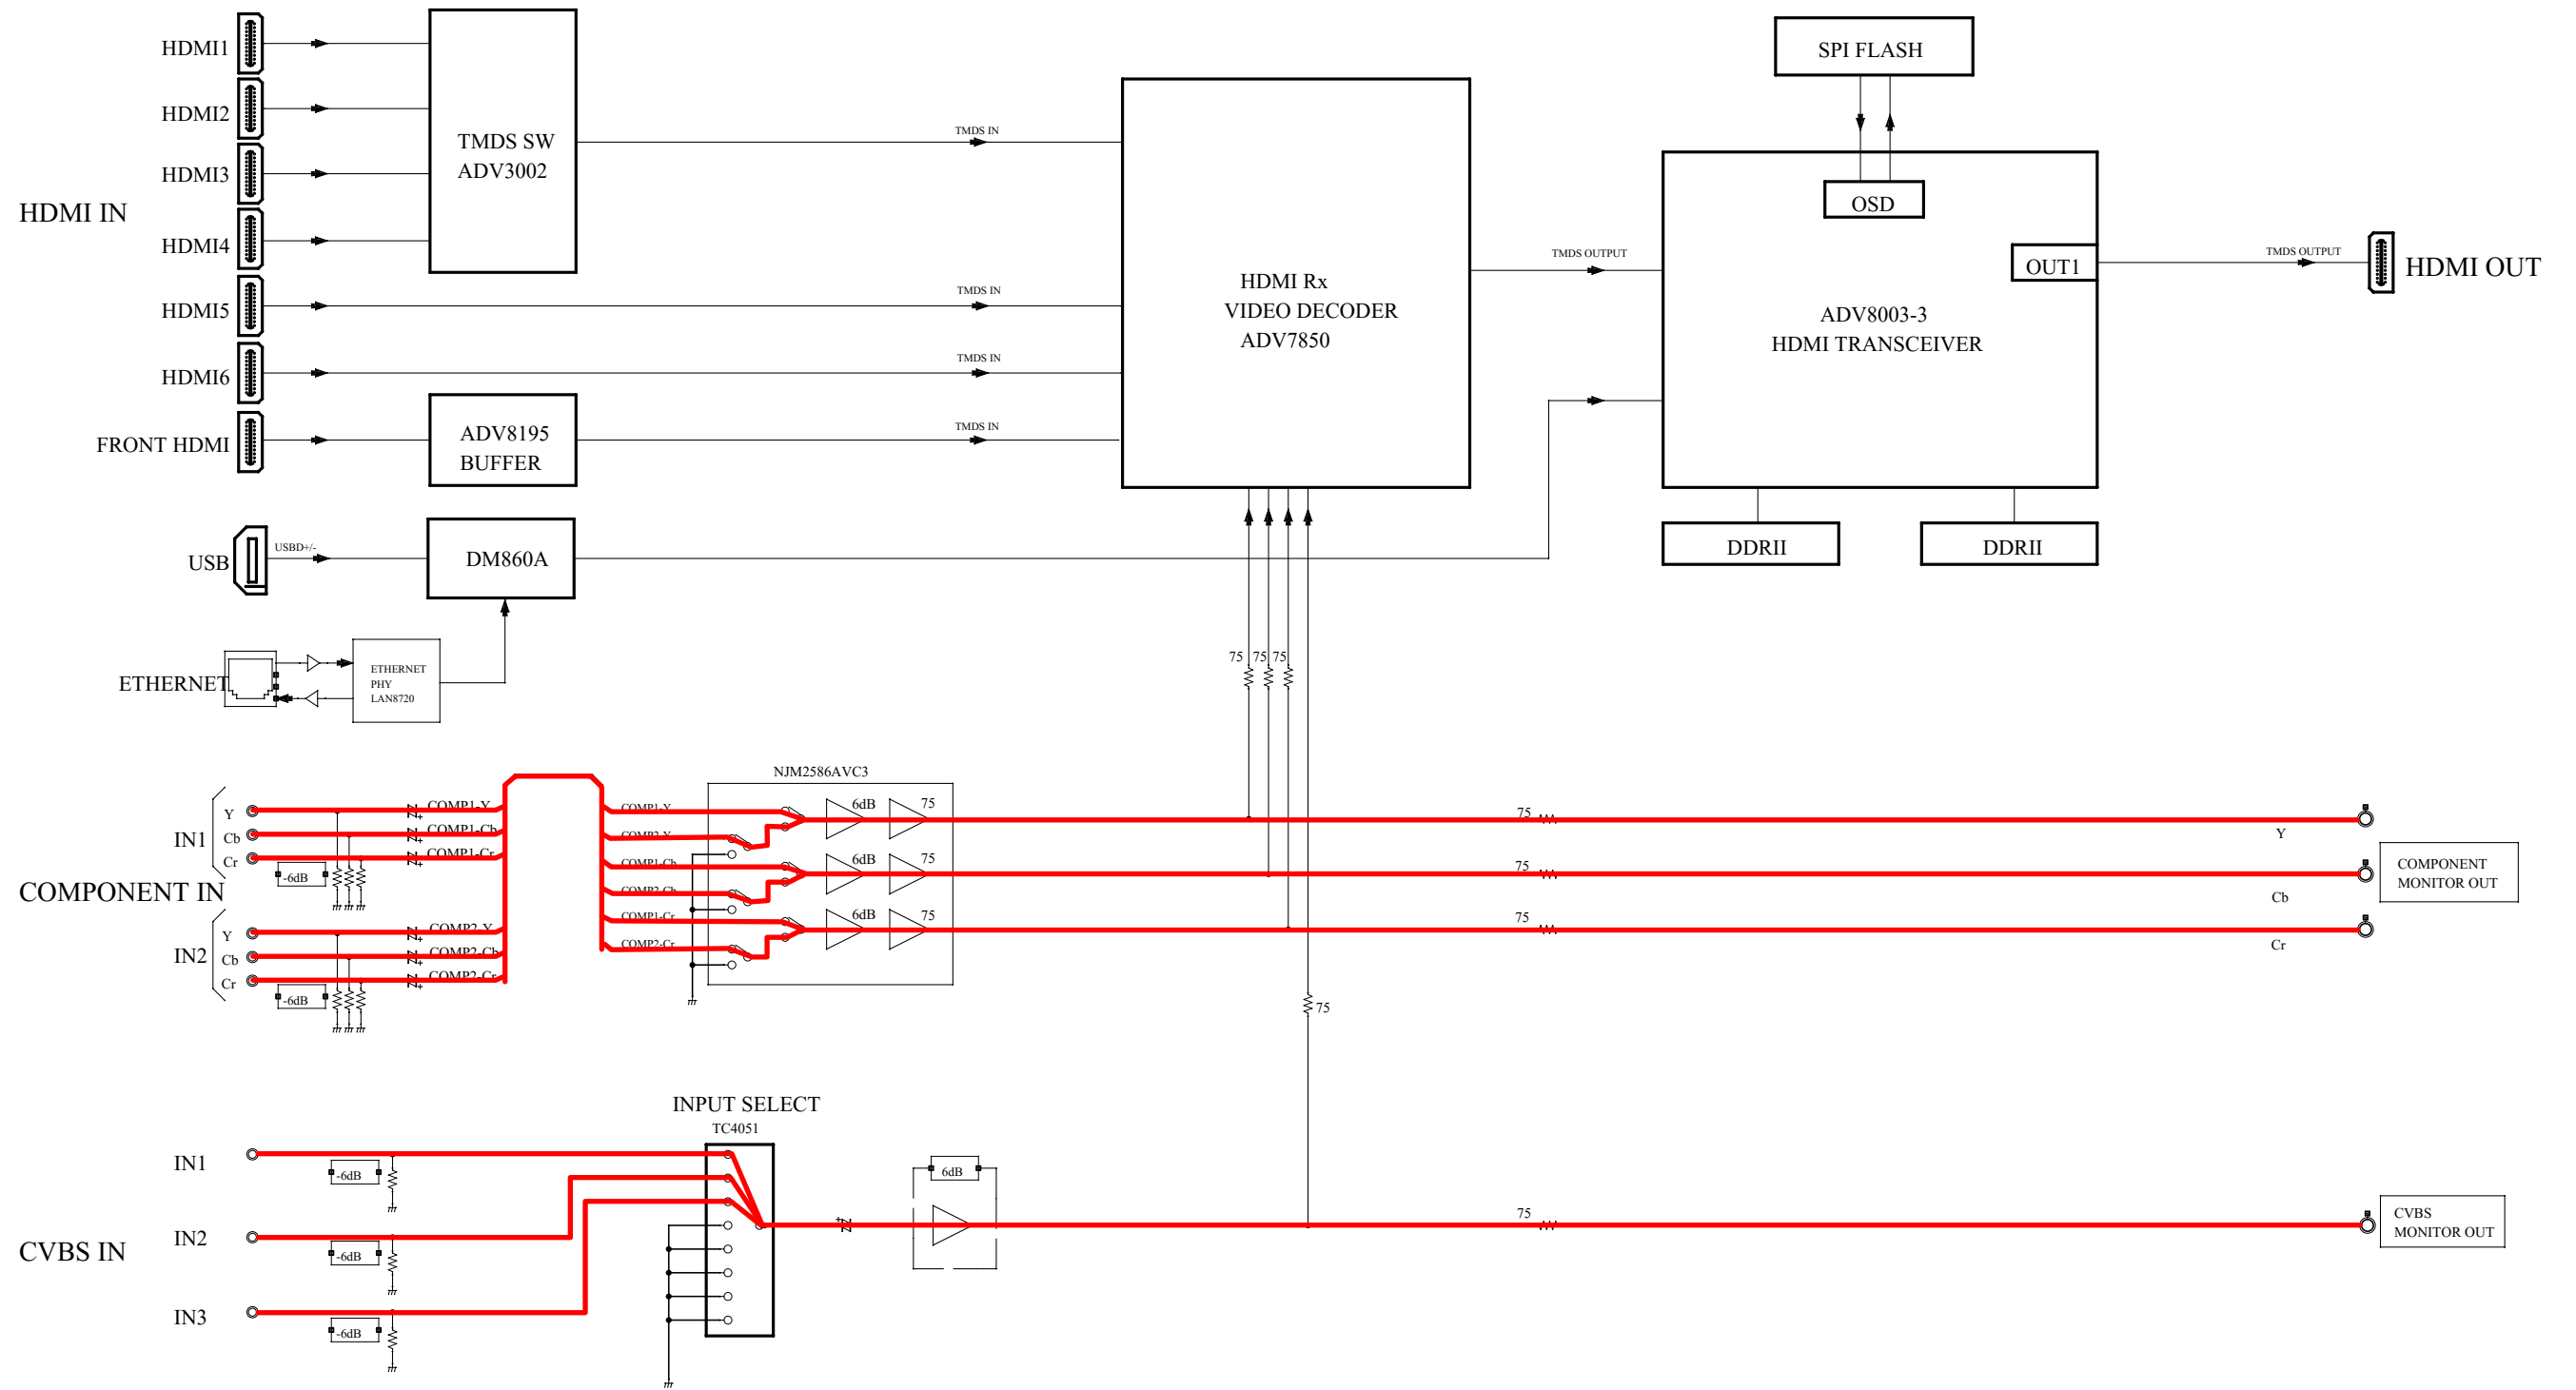 HDMI IN
HDMI1
HDMI2
HDMI3
HDMI4
HDMI5
HDMI6
FRONT HDMI
TMDS SW
ADV3002
ADV8195
BUFFER
TMDS IN
TMDS IN
TMDS IN
TMDS IN
HDMI Rx
VIDEO DECODER
ADV7850
TMDS OUTPUT
SPI FLASH
OSD
OUT1
ADV8003-3
HDMI TRANSCEIVER
TMDS OUTPUT
HDMI OUT
DDRII
DDRII
USB
USBD+/-
DM860A
ETHERNET
ETHERNET
PHY
LAN8720
75
75
75
COMPONENT IN
IN1
Y
Cb
Cr
-6dB
COMP1-Y
COMP1-Cb
COMP1-Cr
IN2
Y
Cb
Cr
-6dB
COMP2-Y
COMP2-Cb
COMP2-Cr
NJM2586AVC3
COMP1-Y
COMP2-Y
COMP1-Cb
COMP2-Cb
COMP1-Cr
COMP2-Cr
6dB
75
6dB
75
6dB
75
75
75
75
Y
Cb
Cr
COMPONENT
MONITOR OUT
75
CVBS IN
IN1
-6dB
IN2
-6dB
IN3
-6dB
INPUT SELECT
TC4051
6dB
75
CVBS
MONITOR OUT